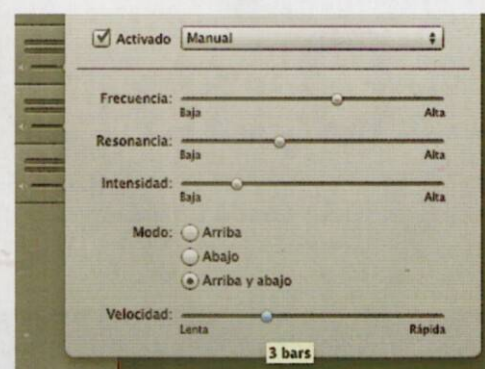 Activado Manual
Frecuencia:
Baja Alta
Resonancia:
Baja Alta
Intensidad:
Baja Alta
Modo: Arriba
Abajo
Arriba y abajo
Velocidad:
Lenta Rápida
3 bars